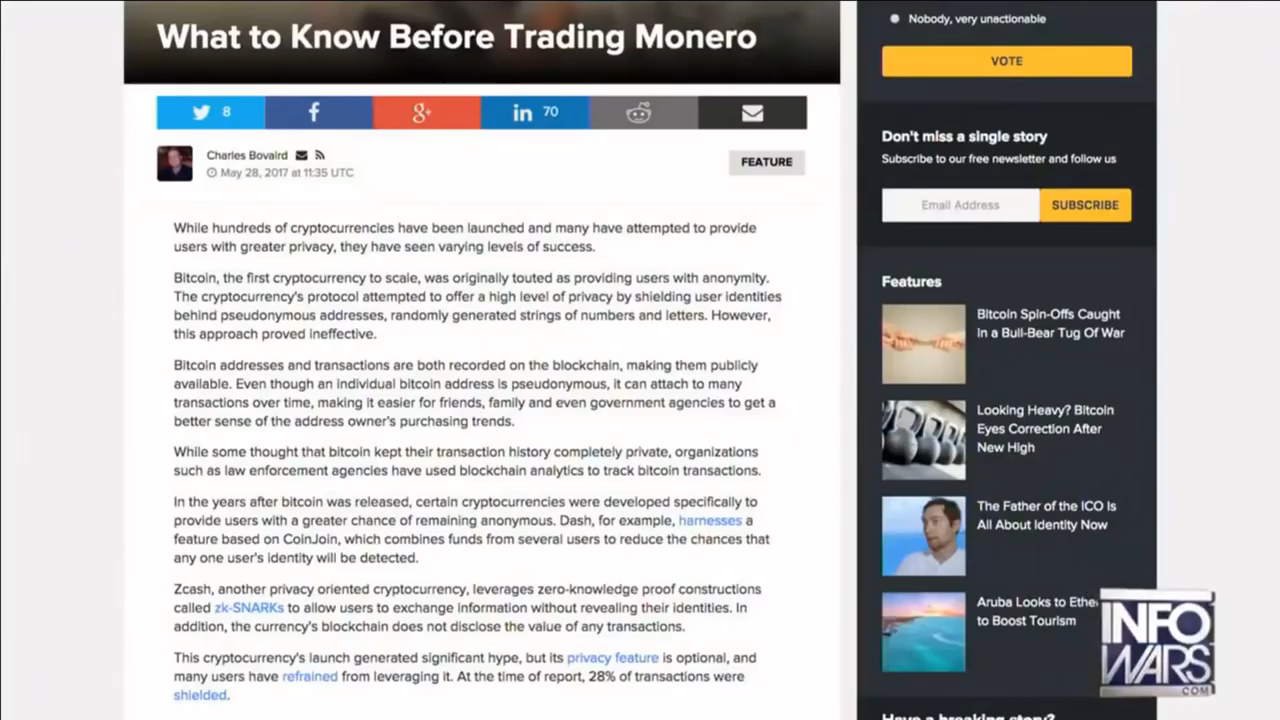 What to Know Before Trading Monero
8
g+
in 70
Charles Bovaird
May 28, 2017 at 11:35 UTC
FEATURE
While hundreds of cryptocurrencies have been launched and many have attempted to provide
users with greater privacy, they have seen varying levels of success.
Bitcoin, the first cryptocurrency to scale, was originally touted as providing users with anonymity.
The cryptocurrency's protocol attempted to offer a high level of privacy by shielding user identities
behind pseudonymous addresses, randomly generated strings of numbers and letters. However,
this approach proved ineffective.
Bitcoin addresses and transactions are both recorded on the blockchain, making them publicly
available. Even though an individual bitcoin address is pseudonymous, it can attach to many
transactions over time, making it easier for friends, family and even government agencies to get a
better sense of the address owner's purchasing trends.
While some thought that bitcoin kept their transaction history completely private, organizations
such as law enforcement agencies have used blockchain analytics to track bitcoin transactions.
In the years after bitcoin was released, certain cryptocurrencies were developed specifically to
provide users with a greater chance of remaining anonymous. Dash, for example, harnesses a
feature based on CoinJoin, which combines funds from several users to reduce the chances that
any one user's identity will be detected.
Zcash, another privacy oriented cryptocurrency, leverages zero-knowledge proof constructions
called zk-SNARKs to allow users to exchange information without revealing their identities. In
addition, the currency's blockchain does not disclose the value of any transactions.
This cryptocurrency's launch generated significant hype, but its privacy feature is optional, and
many users have refrained from leveraging it. At the time of report, 28% of transactions were
shielded.
Nobody, very unactionable
VOTE
Don't miss a single story
Subscribe to our free newsletter and follow us
Email Address
SUBSCRIBE
Features
Bitcoin Spin-Offs Caught
In a Bull-Bear Tug Of War
Looking Heavy? Bitcoin
Eyes Correction After
New High
The Father of the ICO Is
All About Identity Now
Aruba Looks to Ethe
to Boost Tourism
Have a breaking story?
INFO
WARS
.COM